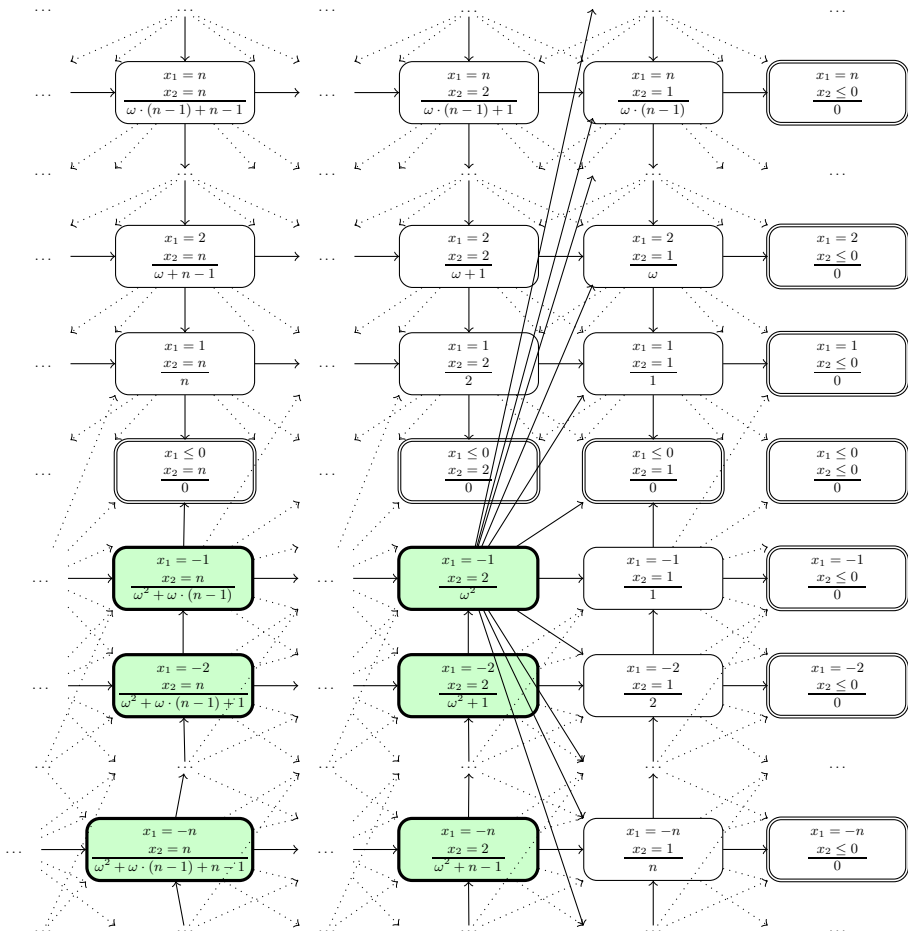 ... ... ... ... ...
x₁ = n
x₂ = n
ω · (n−1) + n−1
x₁ = n
x₂ = 2
ω · (n−1) + 1
x₁ = n
x₂ = 1
ω · (n−1)
x₁ = n
x₂ ≤ 0
0
... ...
... ... ... ... ...
x₁ = 2
x₂ = n
ω + n − 1
x₁ = 2
x₂ = 2
ω + 1
x₁ = 2
x₂ = 1
ω
x₁ = 2
x₂ ≤ 0
0
... ...
x₁ = 1
x₂ = n
n
x₁ = 1
x₂ = 2
2
x₁ = 1
x₂ = 1
1
x₁ = 1
x₂ ≤ 0
0
... ...
x₁ ≤ 0
x₂ = n
0
x₁ ≤ 0
x₂ = 2
0
x₁ ≤ 0
x₂ = 1
0
x₁ ≤ 0
x₂ ≤ 0
0
... ...
x₁ = −1
x₂ = n
ω² + ω · (n−1)
x₁ = −1
x₂ = 2
ω²
x₁ = −1
x₂ = 1
1
x₁ = −1
x₂ ≤ 0
0
... ...
x₁ = −2
x₂ = n
ω² + ω · (n−1) + 1
x₁ = −2
x₂ = 2
ω² + 1
x₁ = −2
x₂ = 1
2
x₁ = −2
x₂ ≤ 0
0
... ...
... ... ... ... ... ...
x₁ = −n
x₂ = n
ω² + ω · (n−1) + n−1
x₁ = −n
x₂ = 2
ω² + n − 1
x₁ = −n
x₂ = 1
n
x₁ = −n
x₂ ≤ 0
0
... ...
... ... ... ... ... ...